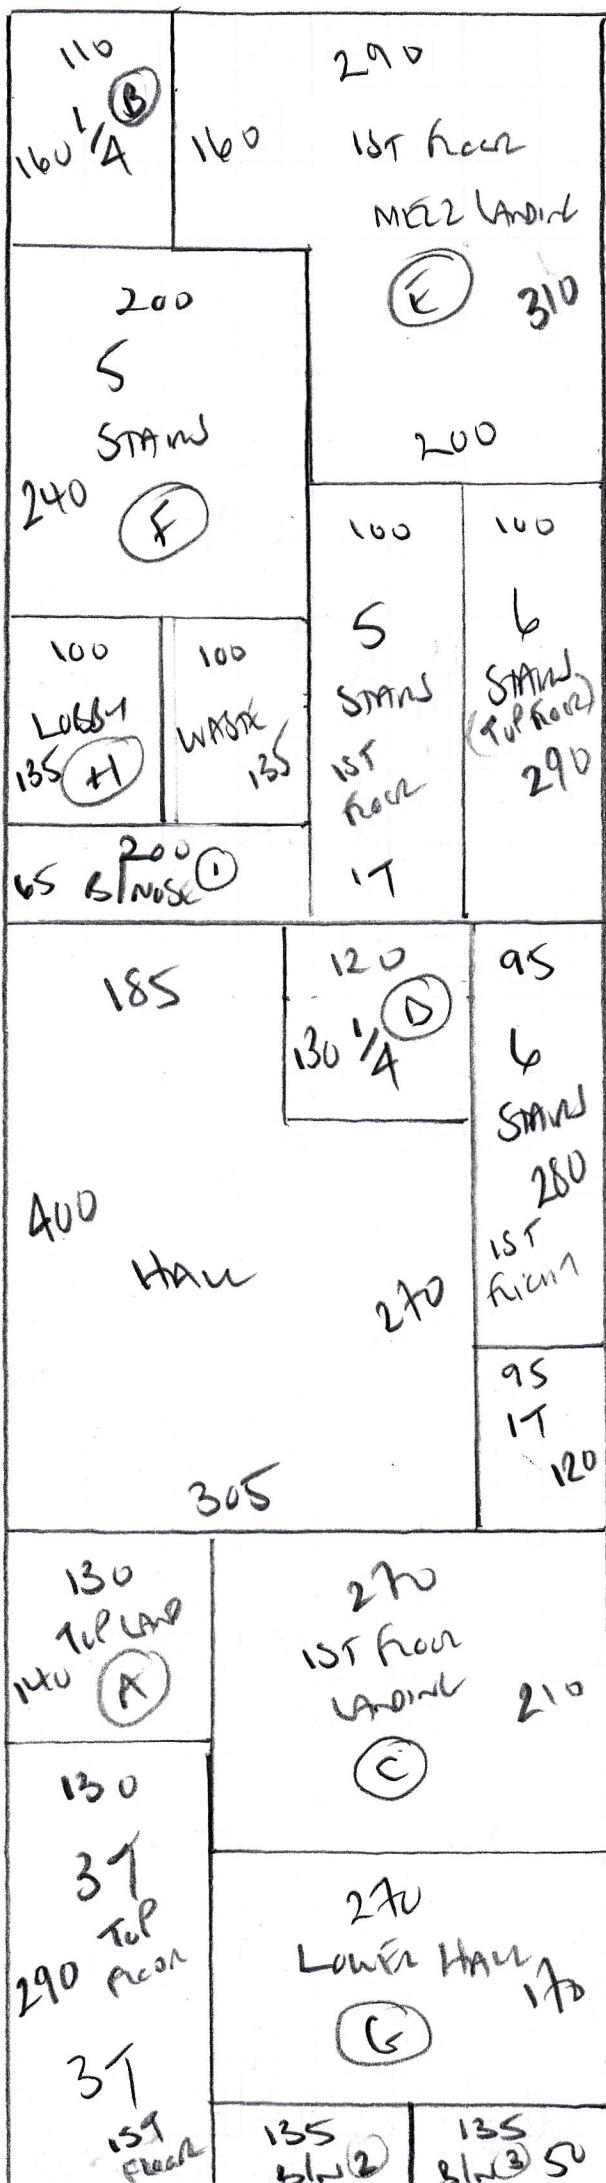 110
B
160 1/4
290
160 1ST FLOOR
MEZZ LANDING
E
310
200
200
5
STAIRS
240
F
100
5
STAIRS
1ST
FLOOR
1T
100
6
STAIRS
(TOP FLOOR)
290
100
LOBBY
135 H
100
WASTE
135
200
65 B/NOSE 1
185
400
HALL
270
305
120
D
130 1/4
95
6
STAIRS
280
1ST
FLIGHT
95
1T
120
130
TOP LAND
140 A
270
1ST FLOOR
LANDING
210
C
130
3T
TOP
FLOOR
290
3T
1ST
FLOOR
270
LOWER HALL
170
G
135
B/N 2
135
B/N 3 50